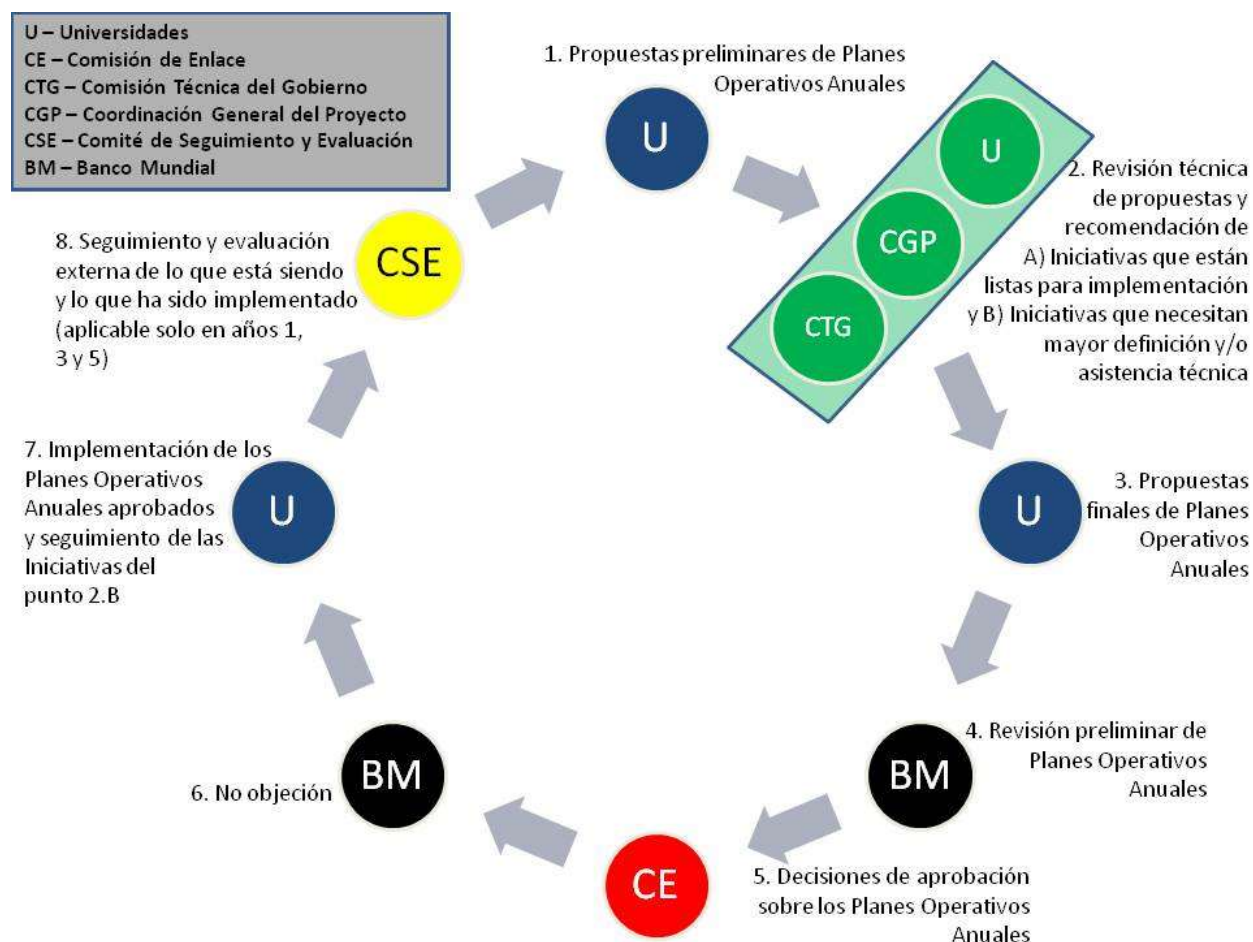 U – Universidades
CE – Comisión de Enlace
CTG – Comisión Técnica del Gobierno
CGP – Coordinación General del Proyecto
CSE – Comité de Seguimiento y Evaluación
BM – Banco Mundial
1. Propuestas preliminares de Planes
Operativos Anuales
U
U
CGP
CTG
2. Revisión técnica
de propuestas y
recomendación de
A) Iniciativas que están
listas para implementación
y B) Iniciativas que necesitan
mayor definición y/o
asistencia técnica
3. Propuestas
finales de Planes
Operativos
Anuales
U
4. Revisión preliminar de
Planes Operativos
Anuales
BM
5. Decisiones de aprobación
sobre los Planes Operativos
Anuales
CE
6. No objeción
BM
7. Implementación de los
Planes Operativos
Anuales aprobados
y seguimiento de las
Iniciativas del
punto 2.B
U
8. Seguimiento y evaluación
externa de lo que está siendo
y lo que ha sido implementado
(aplicable solo en años 1,
3 y 5)
CSE